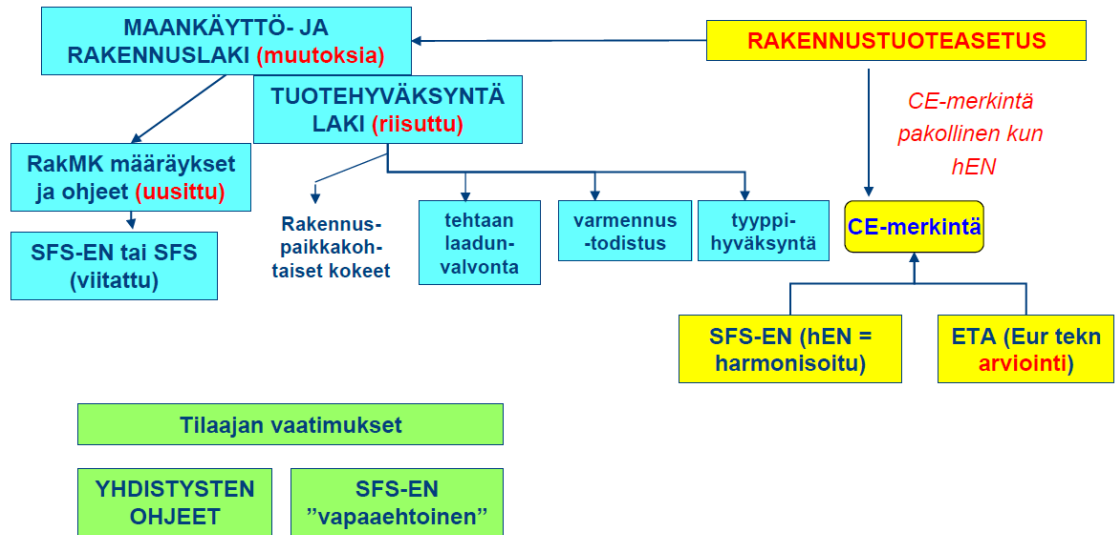 MAANKÄYTTÖ- JA
RAKENNUSLAKI (muutoksia)
RAKENNUSTUOTEASETUS
TUOTEHYVÄKSYNTÄ
LAKI (riisuttu)
CE-merkintä
pakollinen kun
hEN
RakMK määräykset
ja ohjeet (uusittu)
SFS-EN tai SFS
(viitattu)
Rakennus-
paikkakoh-
taiset kokeet
tehtaan
laadun-
valvonta
varmennus
-todistus
tyyppi-
hyväksyntä
CE-merkintä
SFS-EN (hEN =
harmonisoitu)
ETA (Eur tekn
arviointi)
Tilaajan vaatimukset
YHDISTYSTEN
OHJEET
SFS-EN
”vapaaehtoinen”